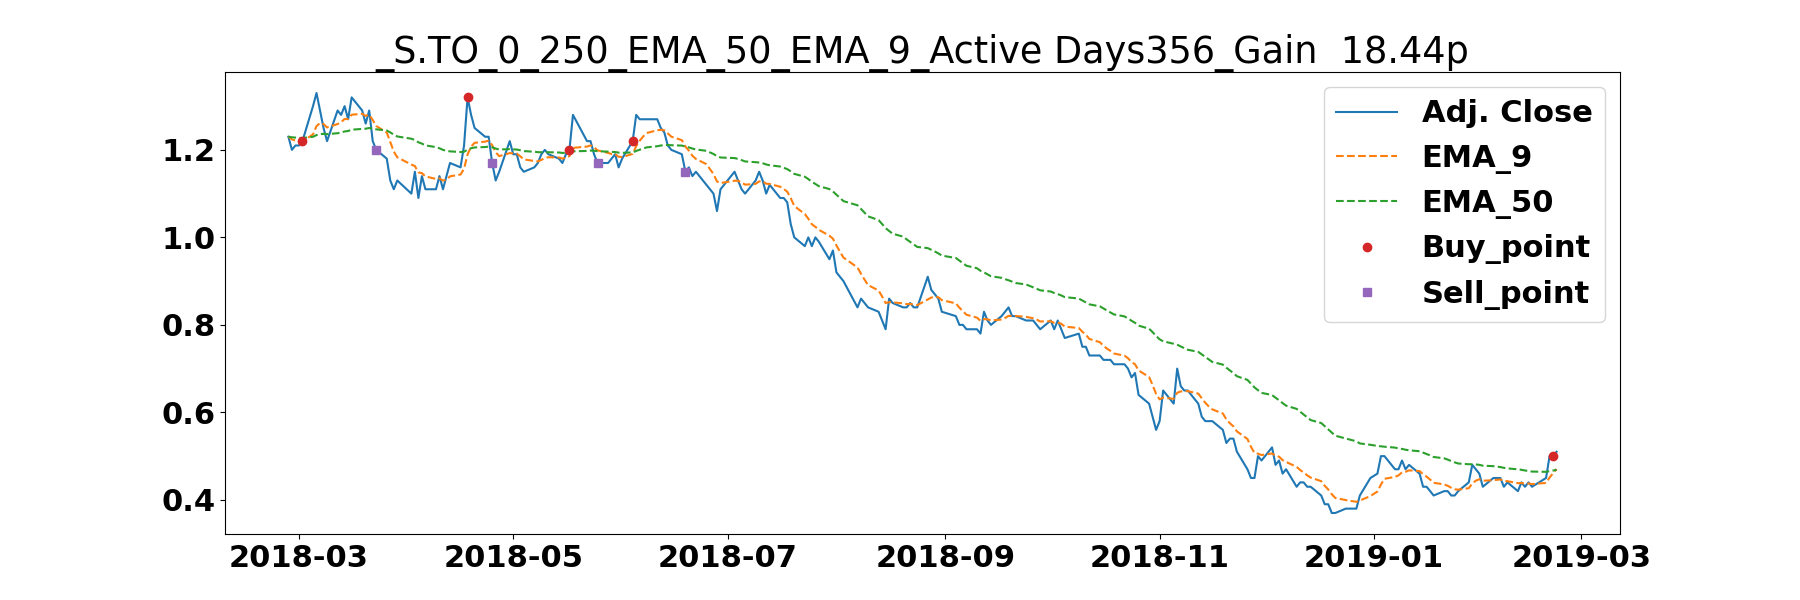 _S.TO_0_250_EMA_50_EMA_9_Active Days356_Gain  18.44p
Adj. Close
EMA_9
EMA_50
Buy_point
Sell_point
1.2
1.0
0.8
0.6
0.4
2018-03
2018-05
2018-07
2018-09
2018-11
2019-01
2019-03